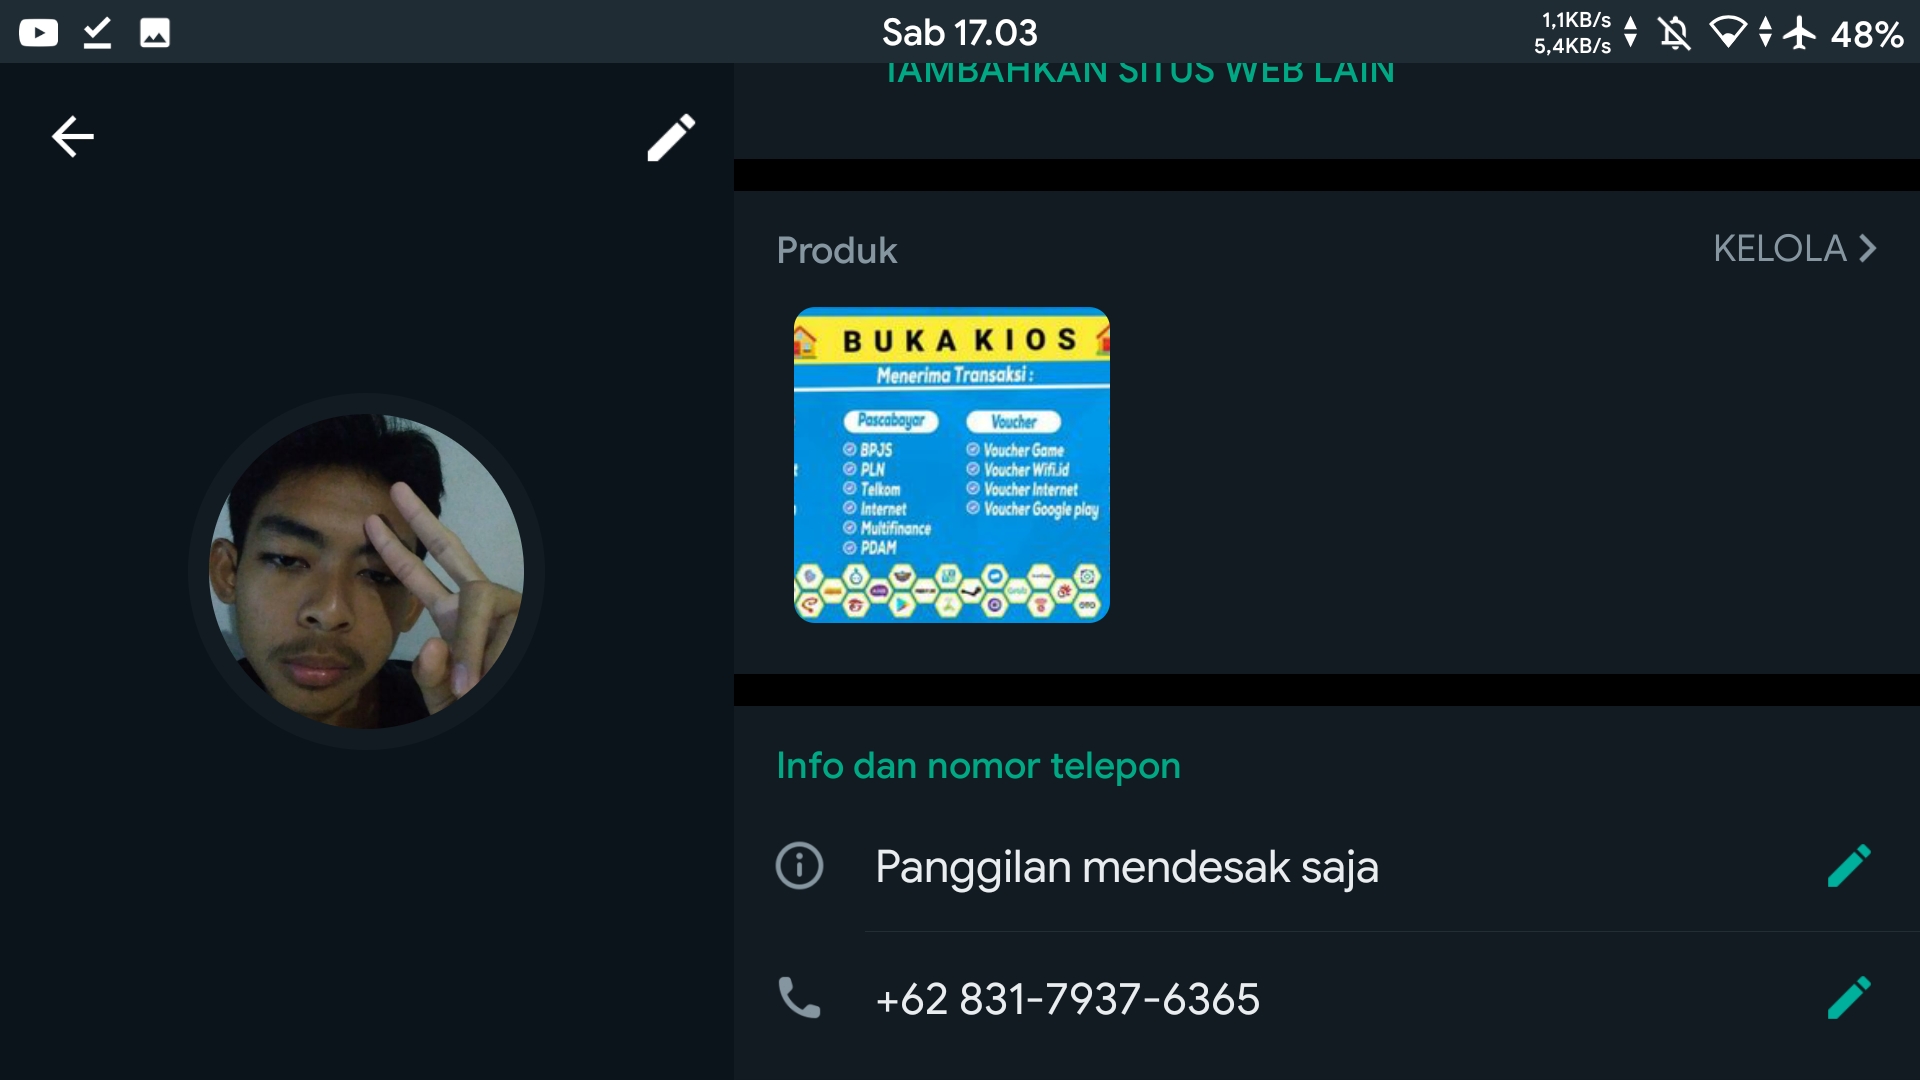 Sab 17.03
1,1KB/s
5,4KB/s
48%
TAMBAHKAN SITUS WEB LAIN
Produk
KELOLA
BUKA KIOS
Menerima Transaksi :
Pascabayar
BPJS
PLN
Telkom
Internet
Multifinance
PDAM
Voucher
Voucher Game
Voucher Wifi.id
Voucher Internet
Voucher Google play
Info dan nomor telepon
Panggilan mendesak saja
+62 831-7937-6365